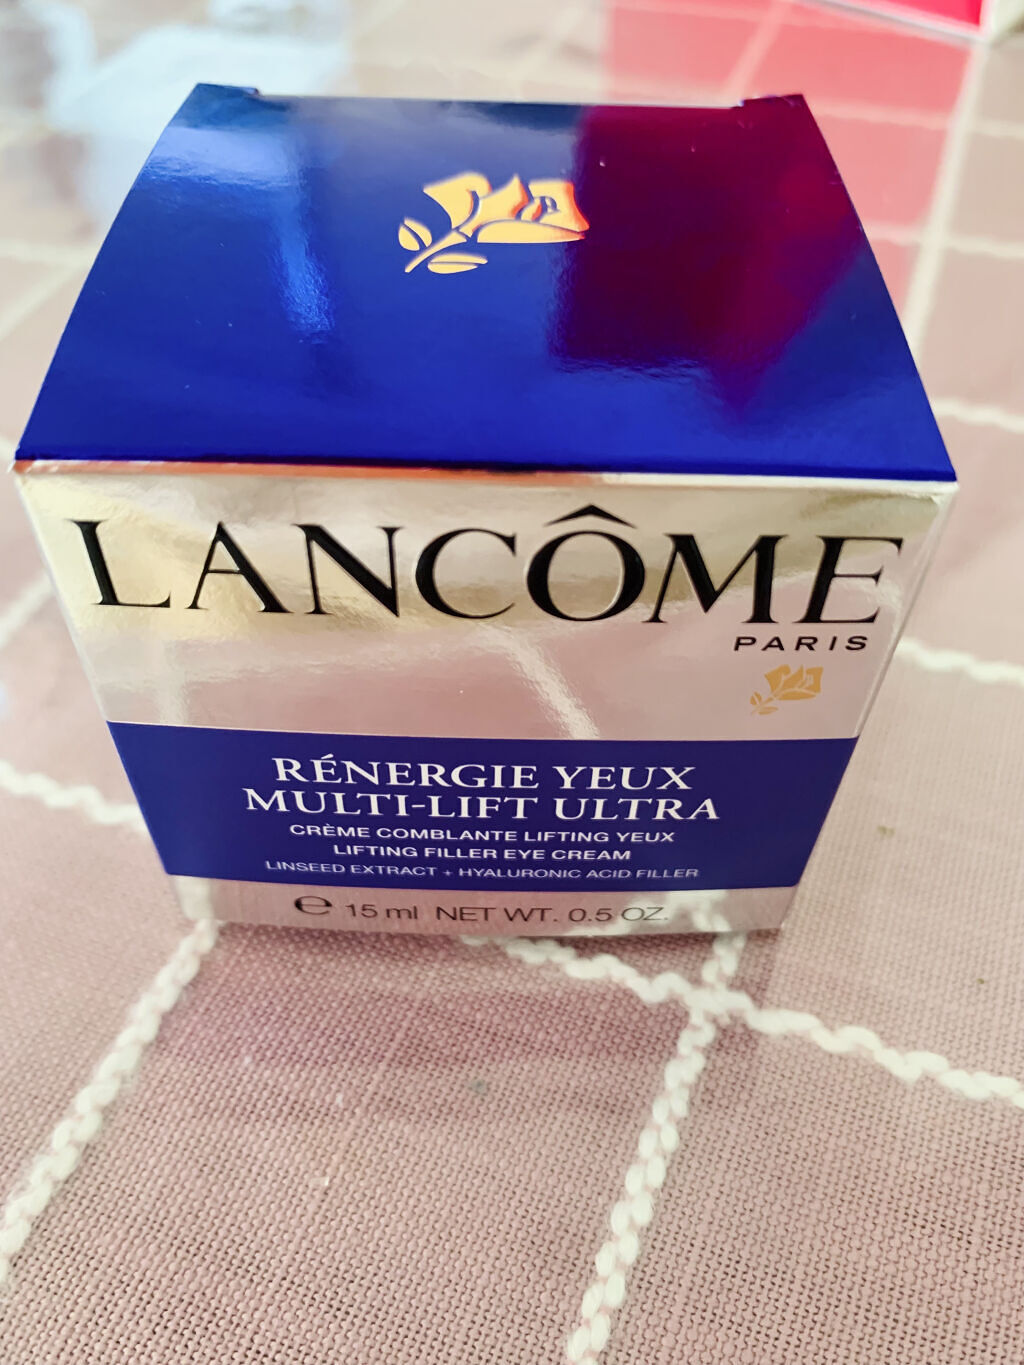 LANCÔME
PARIS
RÉNERGIE YEUX
MULTI-LIFT ULTRA
CRÈME COMBLANTE LIFTING YEUX
LIFTING FILLER EYE CREAM
LINSEED EXTRACT + HYALURONIC ACID FILLER
℮ 15 ml NET WT. 0.5 OZ.